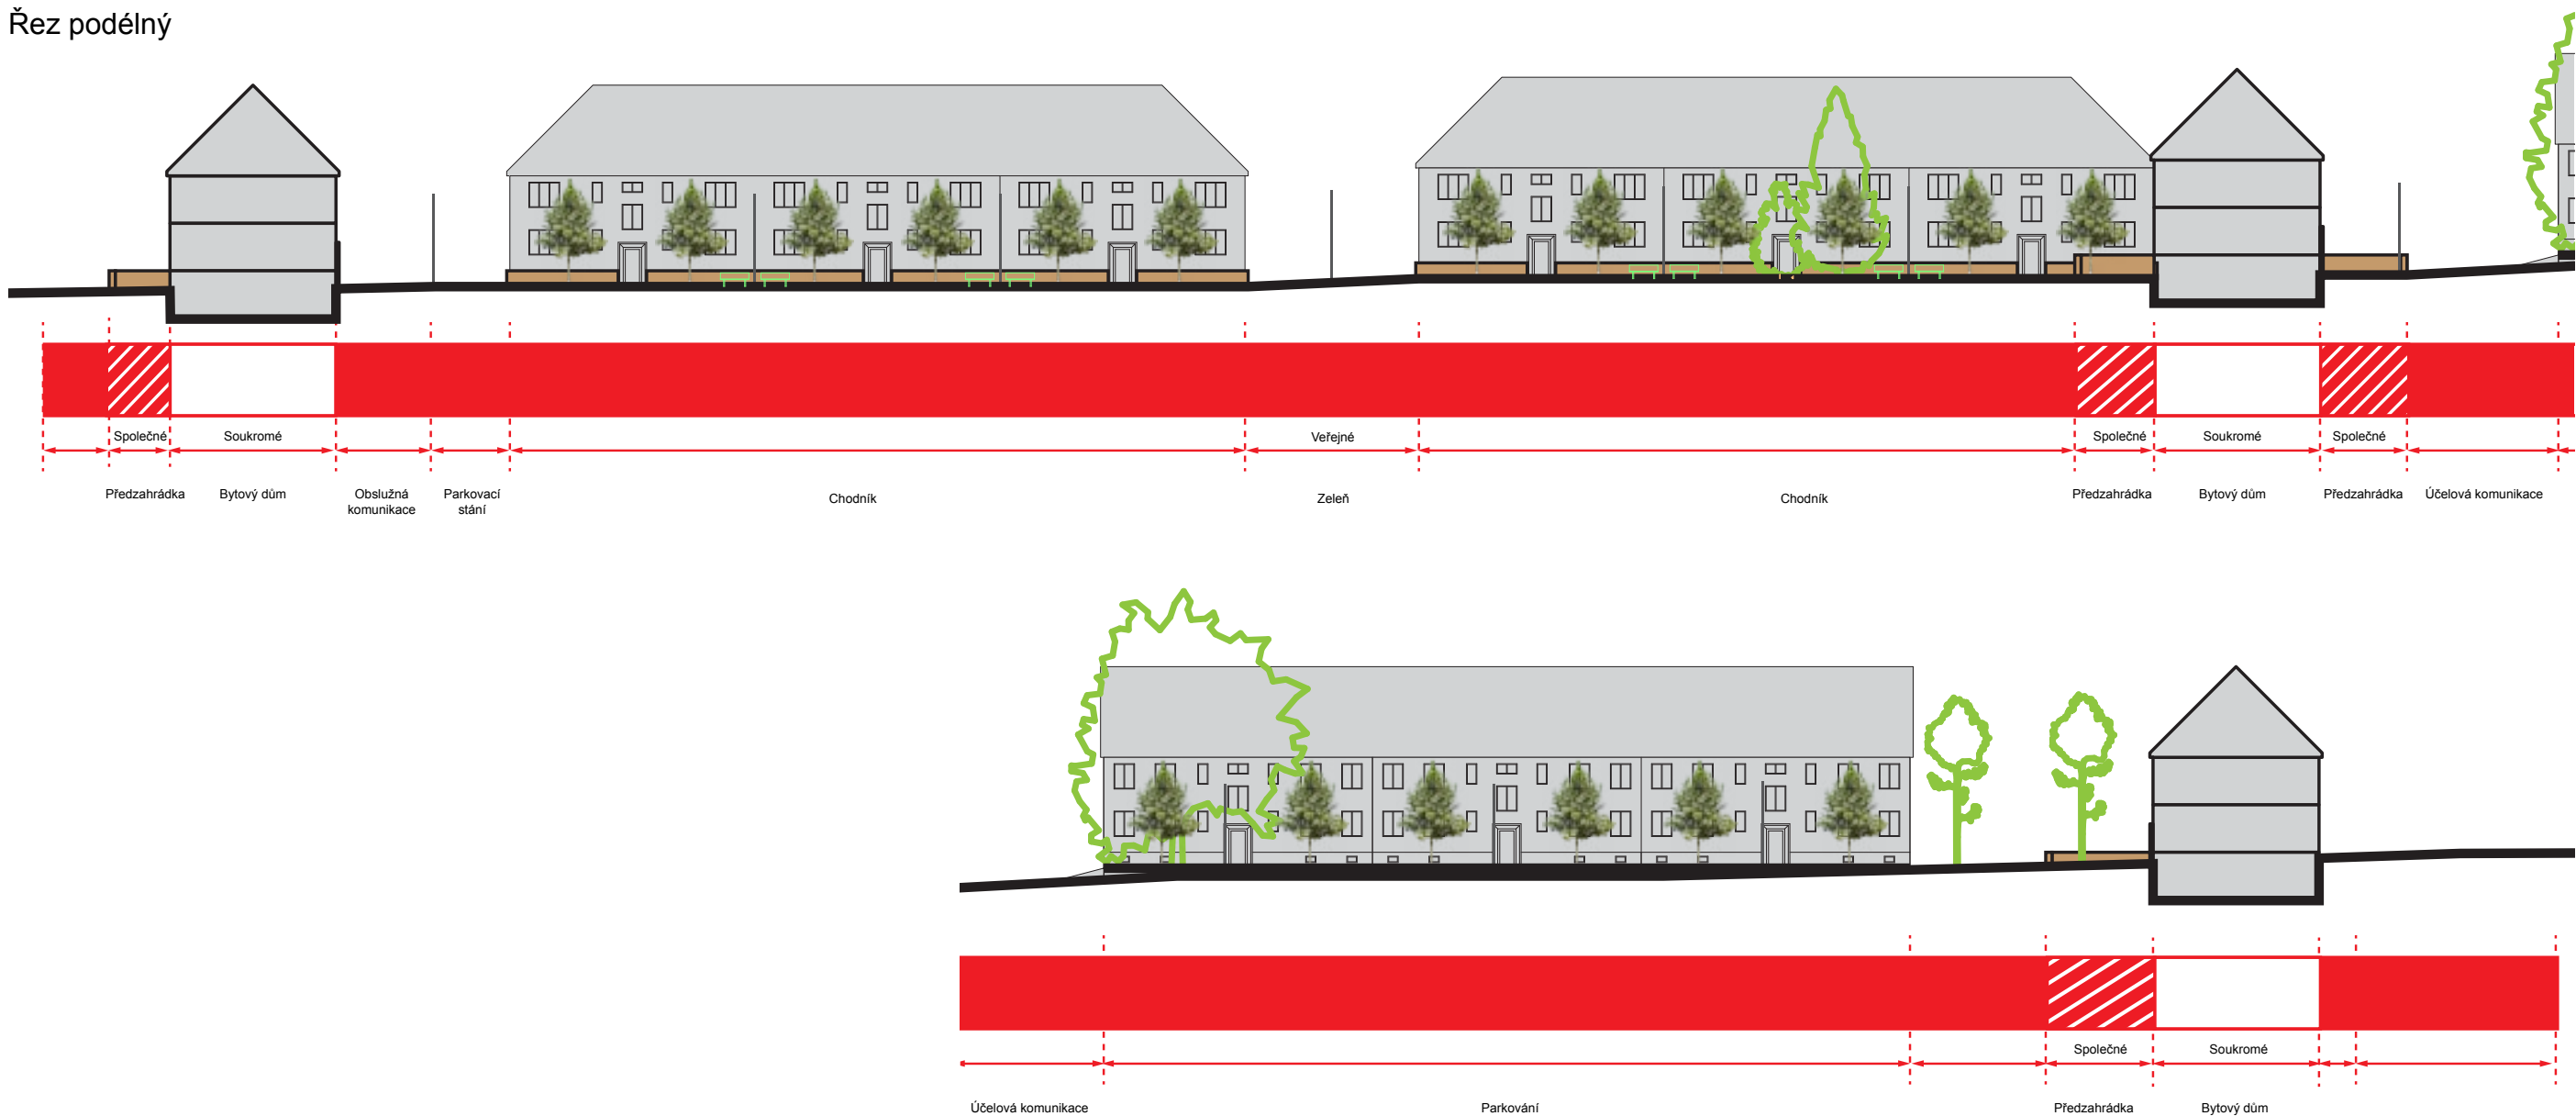 Řez podélný
Společné Soukromé Veřejné Společné Soukromé Společné
Předzahrádka Bytový dům Obslužná komunikace Parkovací stání Chodník Zeleň Chodník Předzahrádka Bytový dům Předzahrádka Účelová komunikace
Společné Soukromé
Účelová komunikace Parkování Předzahrádka Bytový dům